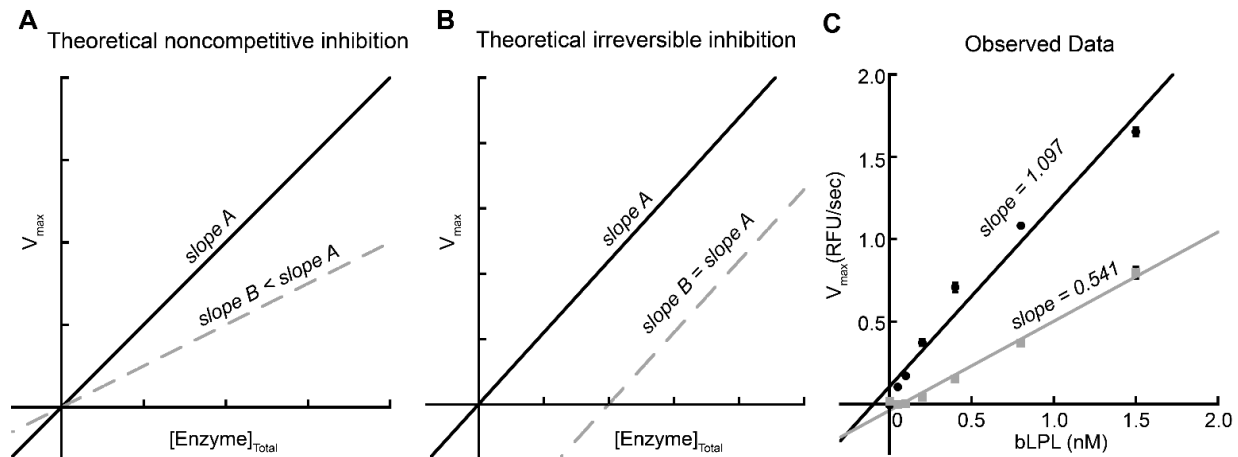 A
Theoretical noncompetitive inhibition
Vmax
slope A
slope B < slope A
[Enzyme]Total
B
Theoretical irreversible inhibition
Vmax
slope A
slope B = slope A
[Enzyme]Total
C
Observed Data
2.0
1.5
1.0
0.5
Vmax(RFU/sec)
slope = 1.097
slope = 0.541
0 0.5 1.0 1.5 2.0
bLPL (nM)